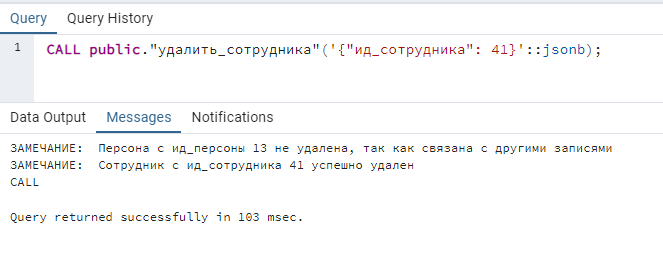 Query Query History
1 CALL public."удалить_сотрудника"('{"ид_сотрудника": 41}'::jsonb);
Data Output Messages Notifications
ЗАМЕЧАНИЕ: Персона с ид_персоны 13 не удалена, так как связана с другими записями
ЗАМЕЧАНИЕ: Сотрудник с ид_сотрудника 41 успешно удален
CALL
Query returned successfully in 103 msec.